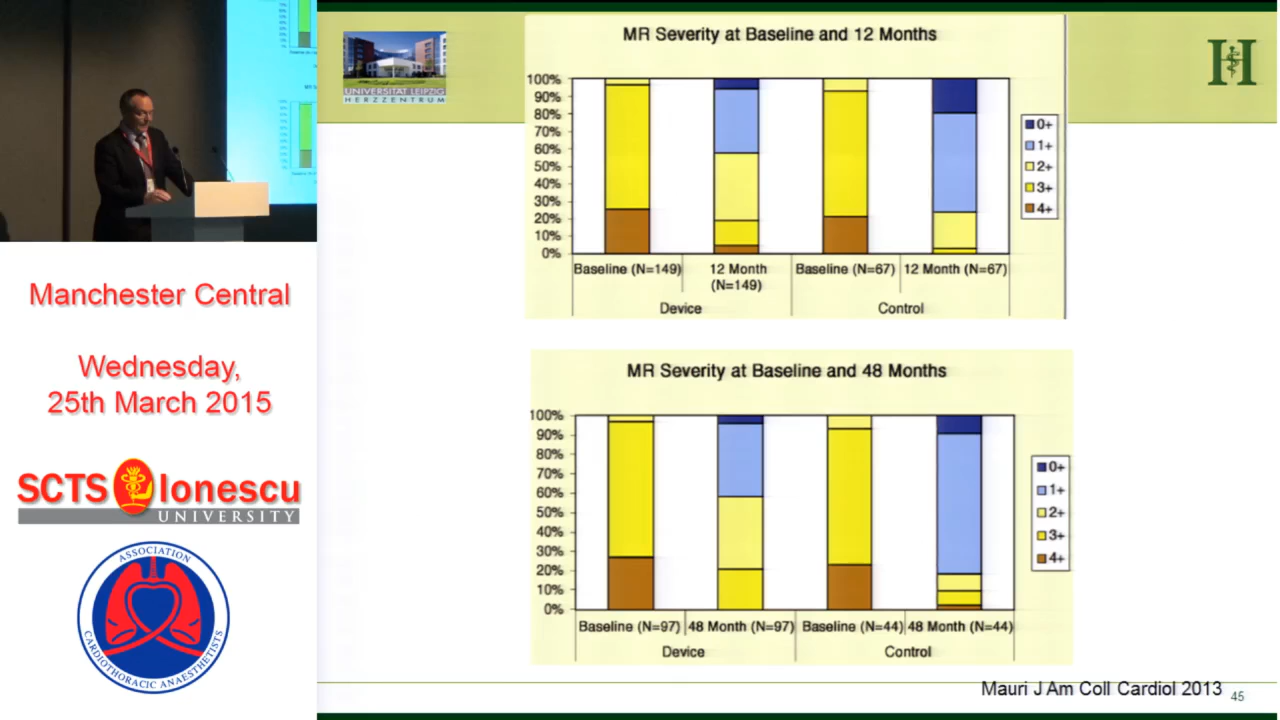 Manchester Central
Wednesday,
25th March 2015
SCTS Ionescu
UNIVERSITY
ASSOCIATION
CARDIOTHORACIC ANAESTHETISTS
UNIVERSITÄT LEIPZIG
HERZZENTRUM
H
MR Severity at Baseline and 12 Months
100%
90%
80%
70%
60%
50%
40%
30%
20%
10%
0%
0+
1+
2+
3+
4+
Baseline (N=149)
12 Month
(N=149)
Baseline (N=67)
12 Month (N=67)
Device
Control
MR Severity at Baseline and 48 Months
100%
90%
80%
70%
60%
50%
40%
30%
20%
10%
0%
0+
1+
2+
3+
4+
Baseline (N=97)
48 Month (N=97)
Baseline (N=44)
48 Month (N=44)
Device
Control
Mauri J Am Coll Cardiol 2013
45